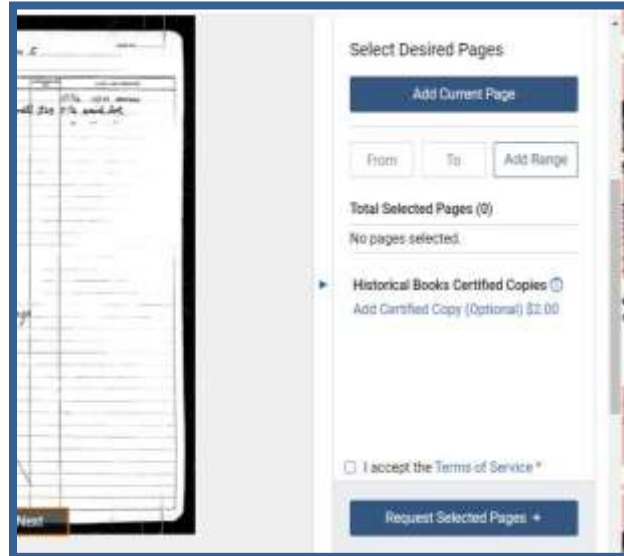 Select Desired Pages
Add Current Page
From To Add Range
Total Selected Pages (0)
No pages selected.
Historical Books Certified Copies
Add Certified Copy (Optional) $2.00
I accept the Terms of Service *
Next
Request Selected Pages +